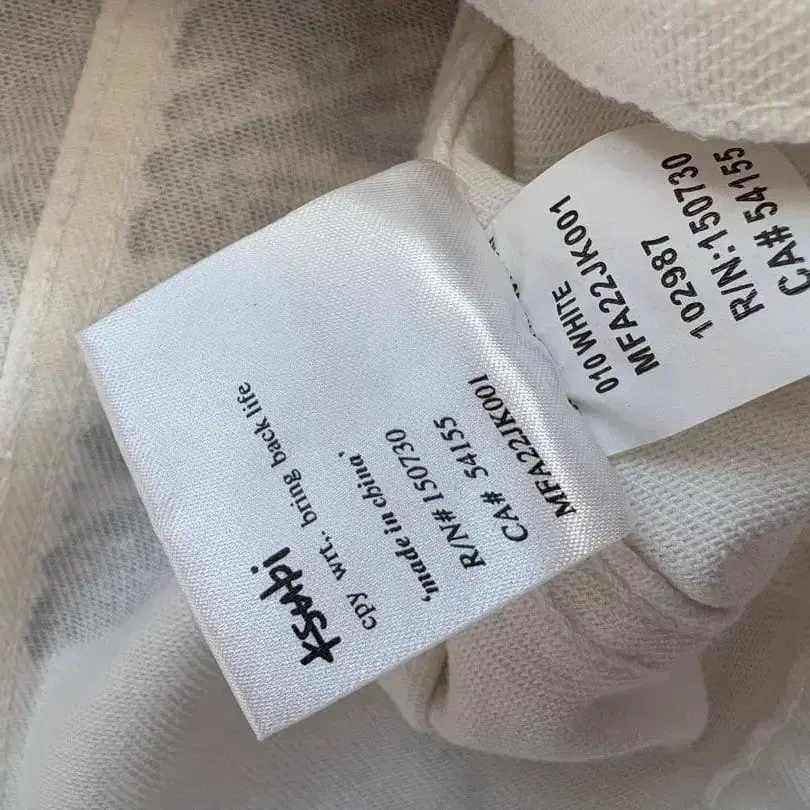 ksubi
cpy wrt,. bring back life
'made in china'
R/N# 150730
CA# 54155
MFA22JK001
010 WHITE
MFA22JK001
102987
R/N:150730
CA# 54155